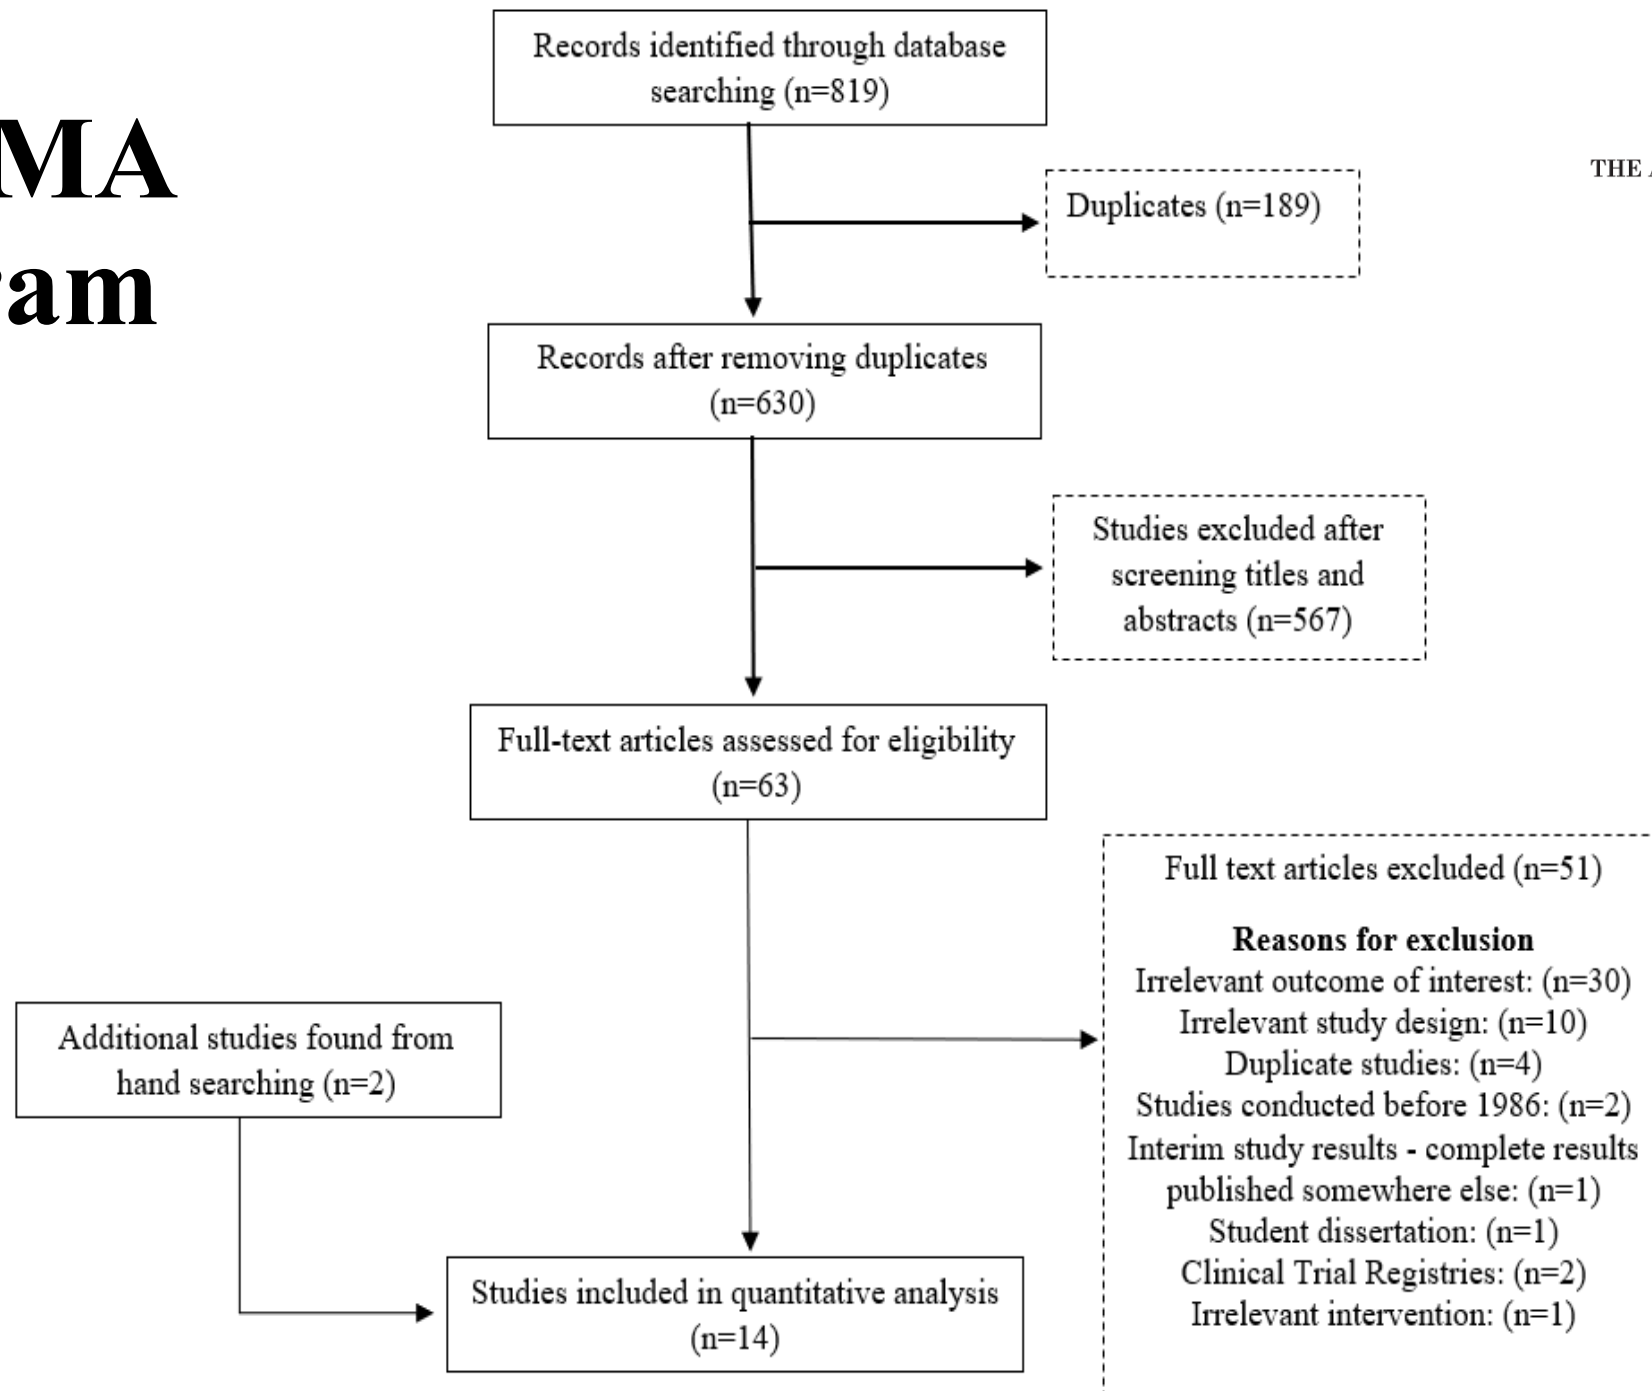 MA
ram
Records identified through database
searching (n=819)
THE
Duplicates (n=189)
Records after removing duplicates
(n=630)
Studies excluded after
screening titles and
abstracts (n=567)
Full-text articles assessed for eligibility
(n=63)
Full text articles excluded (n=51)
Reasons for exclusion
Irrelevant outcome of interest: (n=30)
Irrelevant study design: (n=10)
Duplicate studies: (n=4)
Studies conducted before 1986: (n=2)
Interim study results - complete results
published somewhere else: (n=1)
Student dissertation: (n=1)
Clinical Trial Registries: (n=2)
Irrelevant intervention: (n=1)
Additional studies found from
hand searching (n=2)
Studies included in quantitative analysis
(n=14)